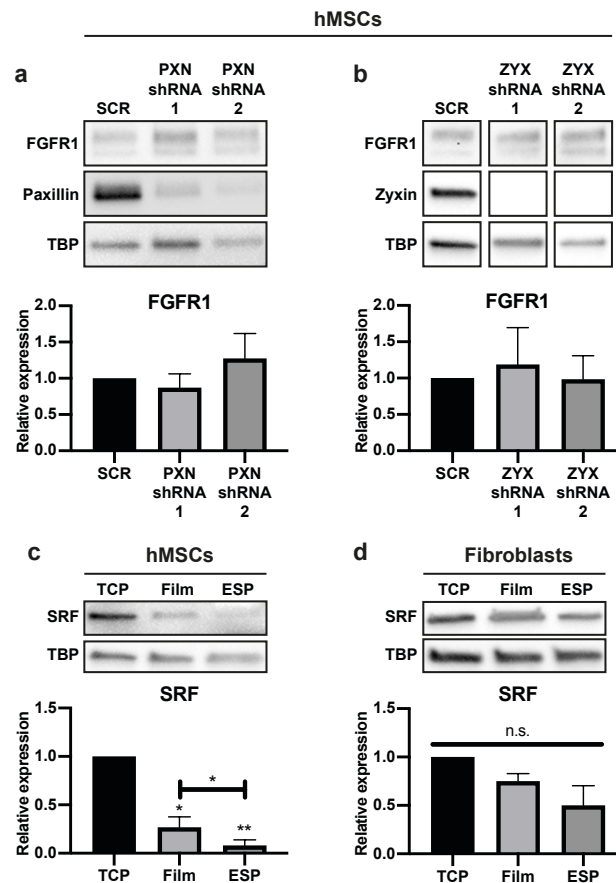 hMSCs
a
SCR
PXN shRNA 1
PXN shRNA 2
FGFR1
Paxillin
TBP
FGFR1
Relative expression
2.0
1.5
1.0
0.5
0.0
SCR
PXN shRNA 1
PXN shRNA 2
b
SCR
ZYX shRNA 1
ZYX shRNA 2
FGFR1
Zyxin
TBP
FGFR1
Relative expression
2.0
1.5
1.0
0.5
0.0
SCR
ZYX shRNA 1
ZYX shRNA 2
c
hMSCs
TCP Film ESP
SRF
TBP
SRF
Relative expression
1.5
1.0
0.5
0.0
*
*
**
TCP Film ESP
d
Fibroblasts
TCP Film ESP
SRF
TBP
SRF
Relative expression
1.5
1.0
0.5
0.0
n.s.
TCP Film ESP